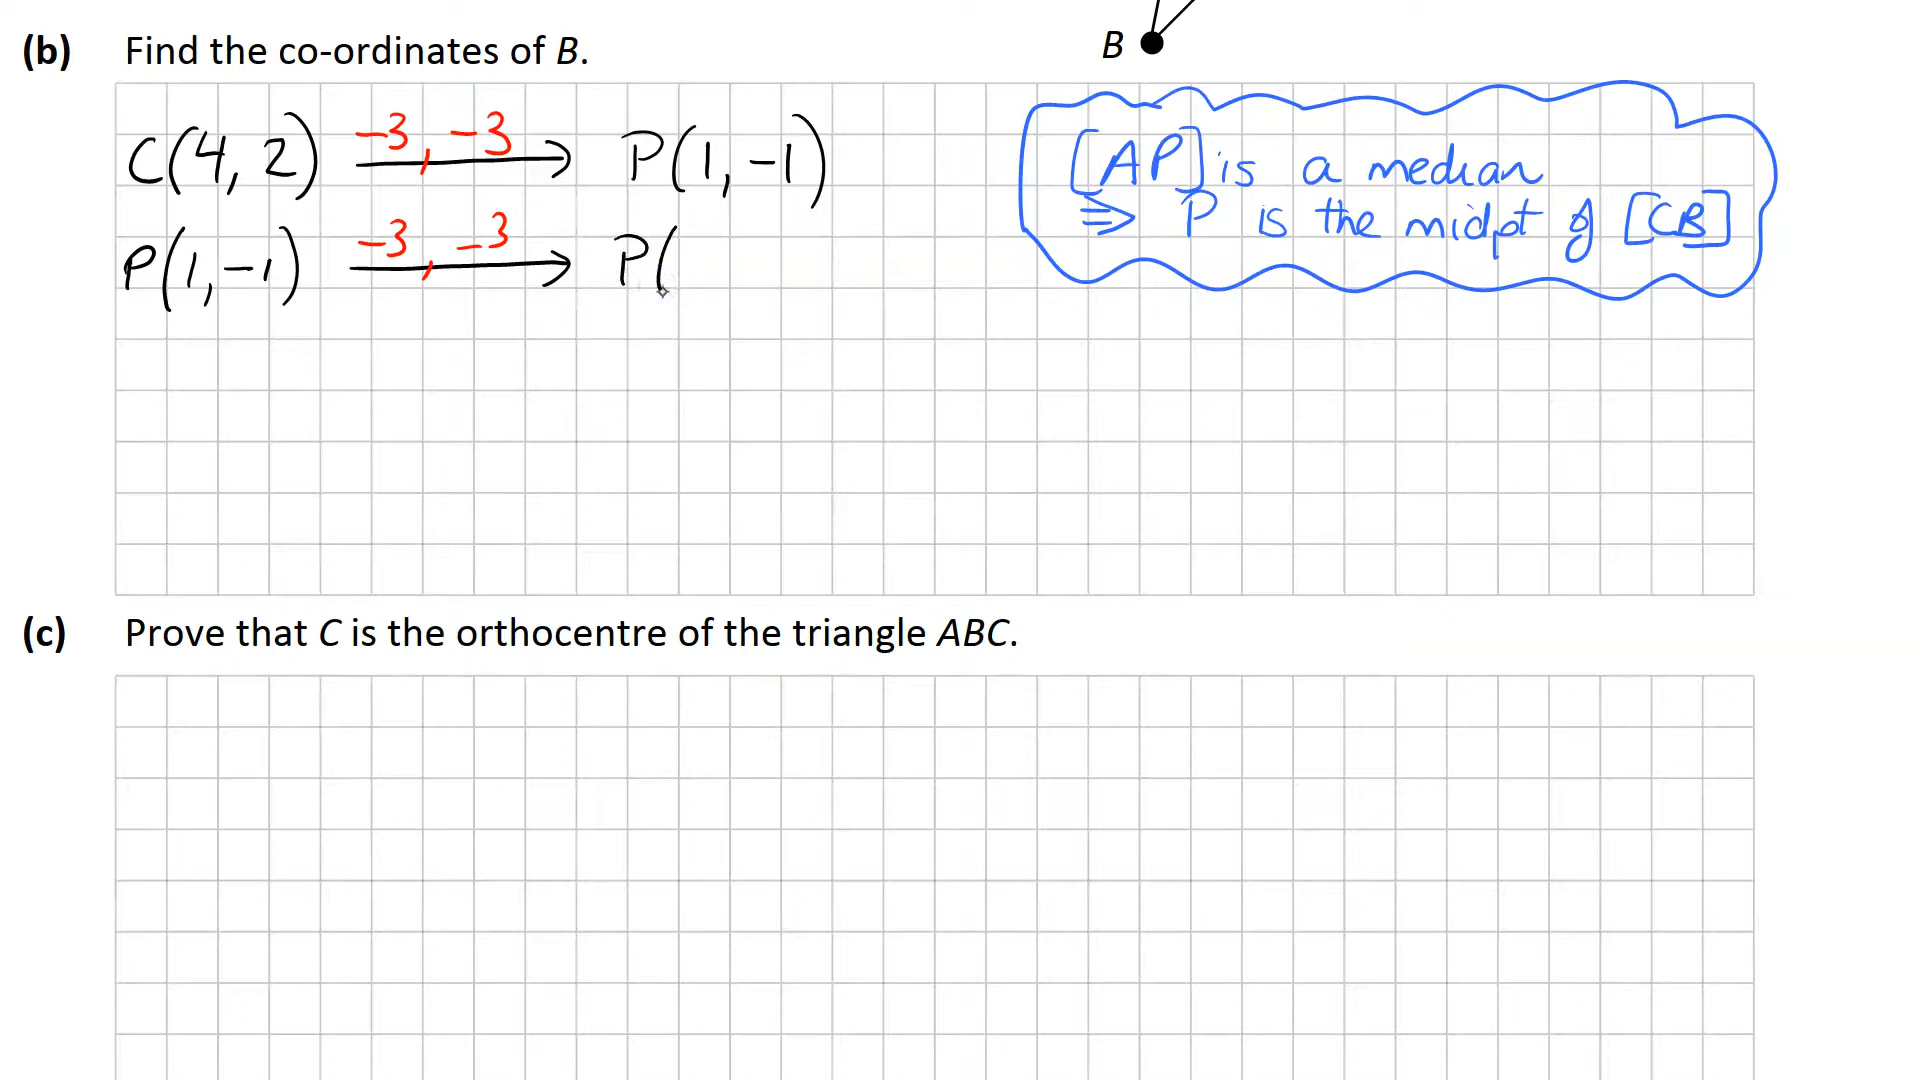 B
(b) Find the co-ordinates of B.
C(4, 2) -3, -3 P(1, -1)
P(1, -1) -3, -3 P(
[AP] is a median
⇒ P is the midpt of [CB]
(c) Prove that C is the orthocentre of the triangle ABC.